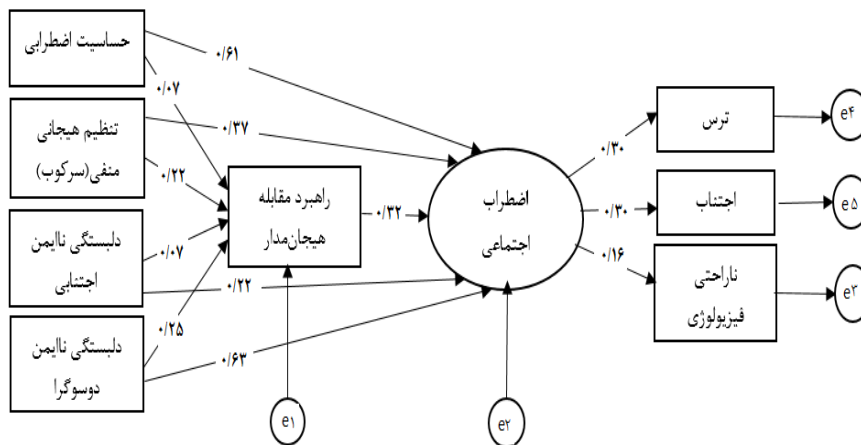 حساسیت اضطرابی
۰/۶۱
۰/۰۷
تنظیم هیجانی
منفی(سرکوب)
۰/۳۷
۰/۲۲
دلبستگی ناایمن
اجتنابی
۰/۰۷
۰/۲۲
دلبستگی ناایمن
دوسوگرا
۰/۲۵
۰/۶۳
راهبرد مقابله
هیجان‌مدار
۰/۳۲
اضطراب
اجتماعی
۰/۳۰
ترس
e۴
۰/۳۰
اجتناب
e۵
۰/۱۶
ناراحتی
فیزیولوژی
e۳
e۱
e۲